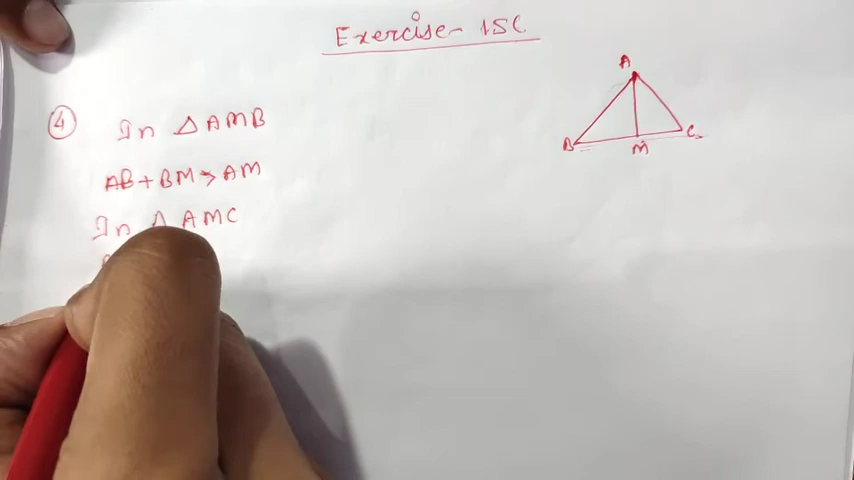 Exercise- 15C
A
B
M
C
4 In △ AMB
AB + BM > AM
In △ AMC